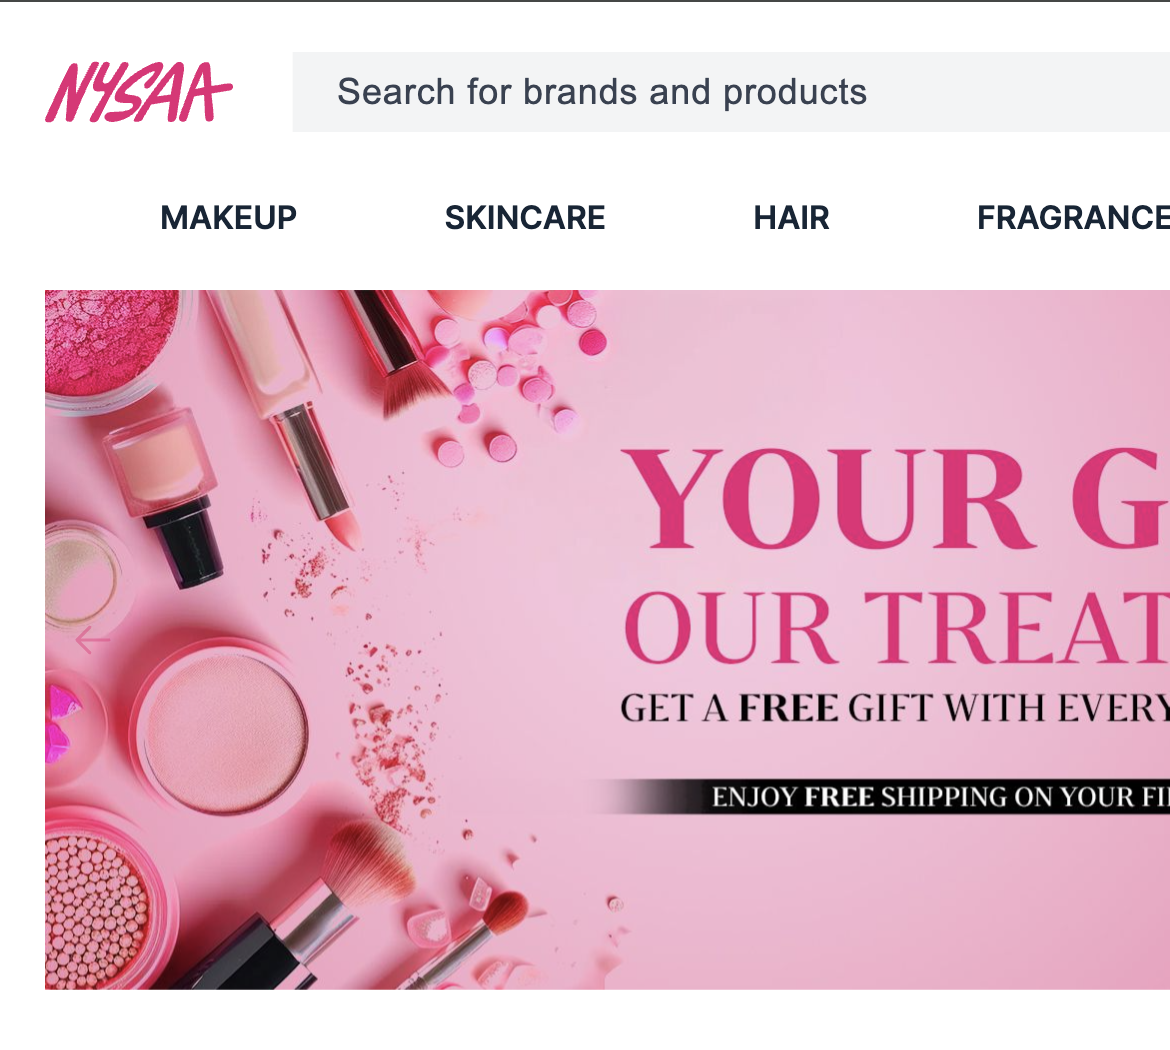 NYSAA
Search for brands and products
MAKEUP SKINCARE HAIR FRAGRANCE
YOUR G
OUR TREAT
GET A FREE GIFT WITH EVERY
ENJOY FREE SHIPPING ON YOUR FI